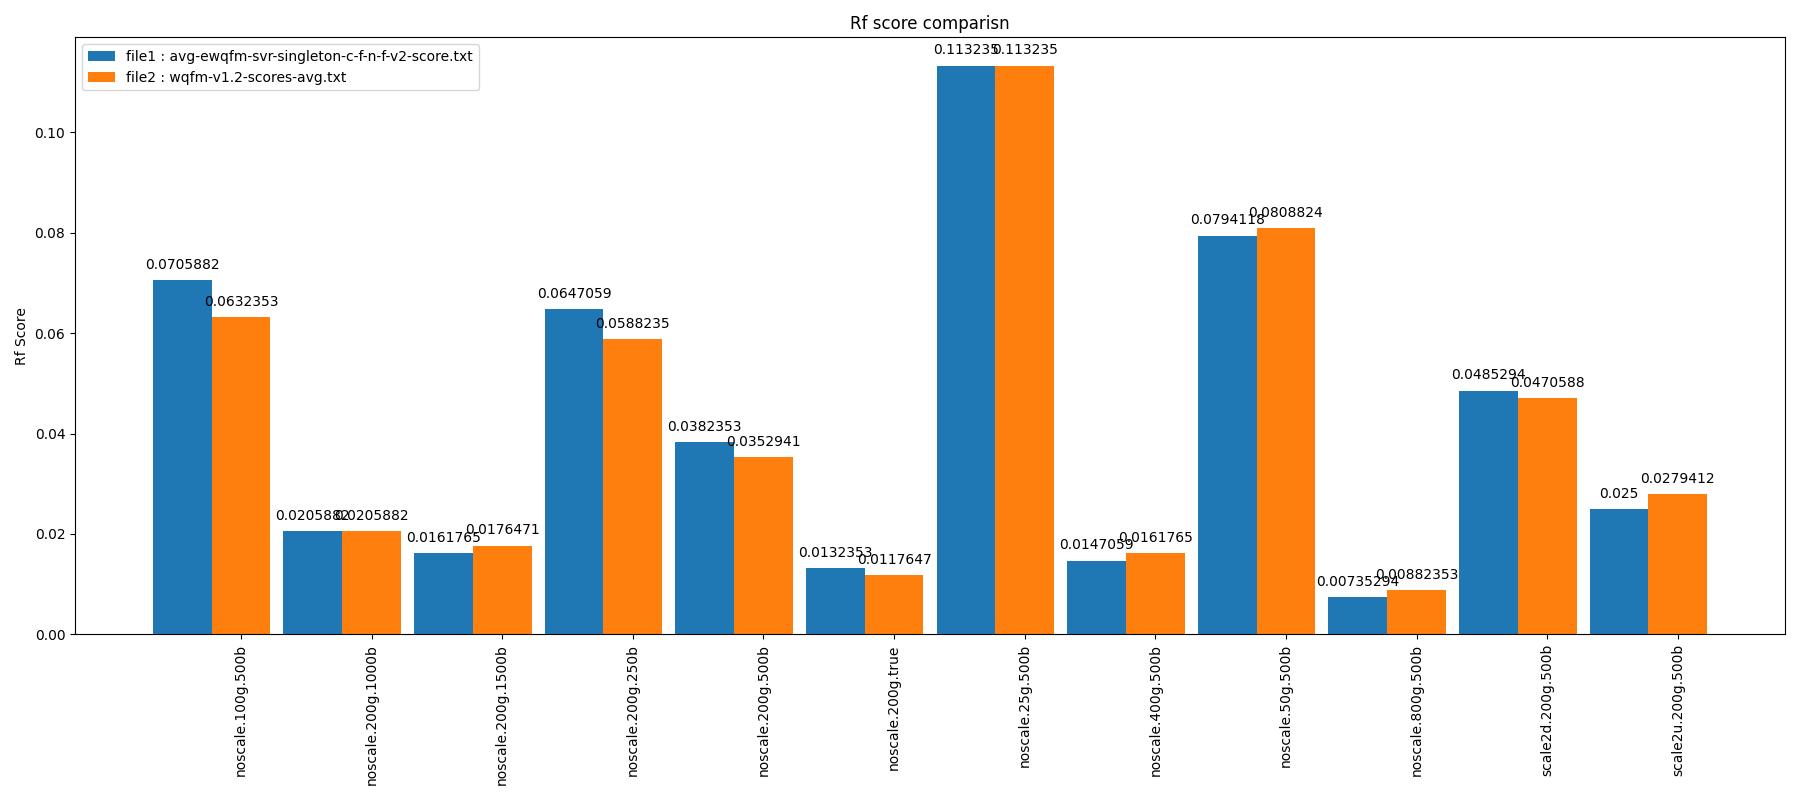 Rf score comparisn
file1 : avg-ewqfm-svr-singleton-c-f-n-f-v2-score.txt
file2 : wqfm-v1.2-scores-avg.txt
Rf Score
0.10
0.08
0.06
0.04
0.02
0.00
0.0705882
0.0632353
0.0205882
0.0205882
0.0161765
0.0176471
0.0647059
0.0588235
0.0382353
0.0352941
0.0132353
0.0117647
0.113235
0.113235
0.0147059
0.0161765
0.0794118
0.0808824
0.00735294
0.00882353
0.0485294
0.0470588
0.025
0.0279412
noscale.100g.500b
noscale.200g.1000b
noscale.200g.1500b
noscale.200g.250b
noscale.200g.500b
noscale.200g.true
noscale.25g.500b
noscale.400g.500b
noscale.50g.500b
noscale.800g.500b
scale2d.200g.500b
scale2u.200g.500b